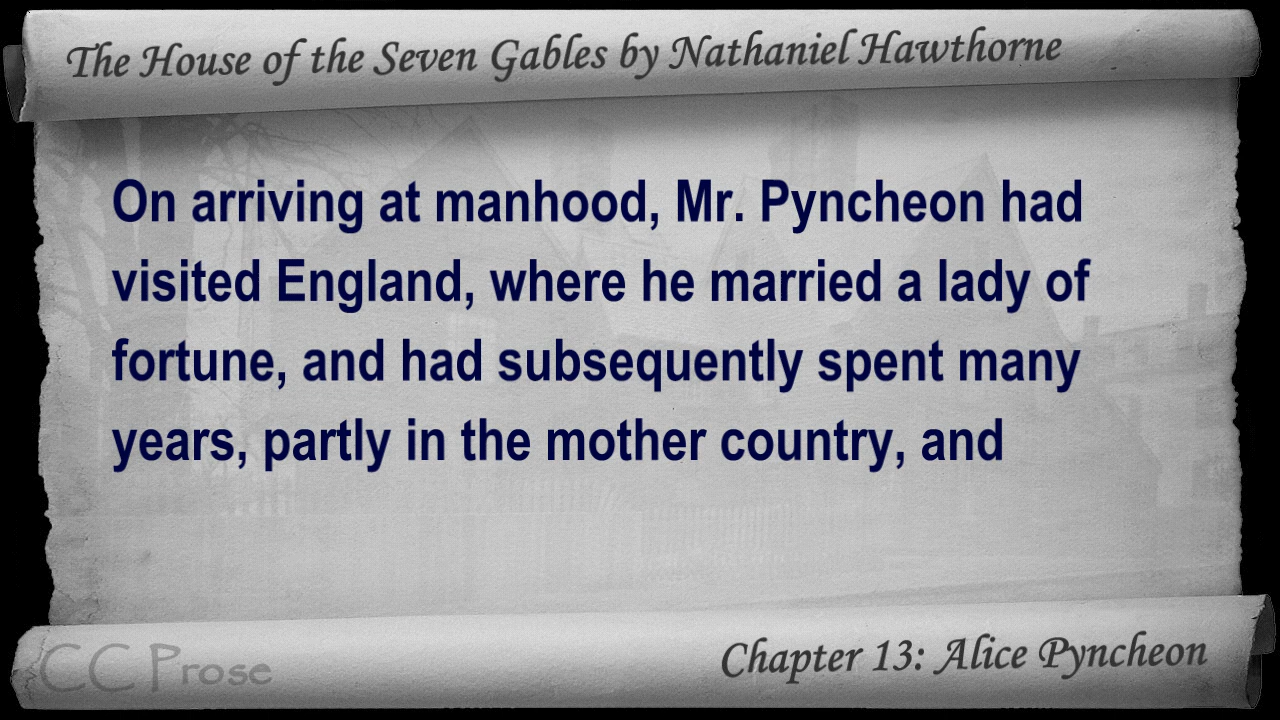 The House of the Seven Gables by Nathaniel Hawthorne
On arriving at manhood, Mr. Pyncheon had
visited England, where he married a lady of
fortune, and had subsequently spent many
years, partly in the mother country, and
CC Prose
Chapter 13: Alice Pyncheon